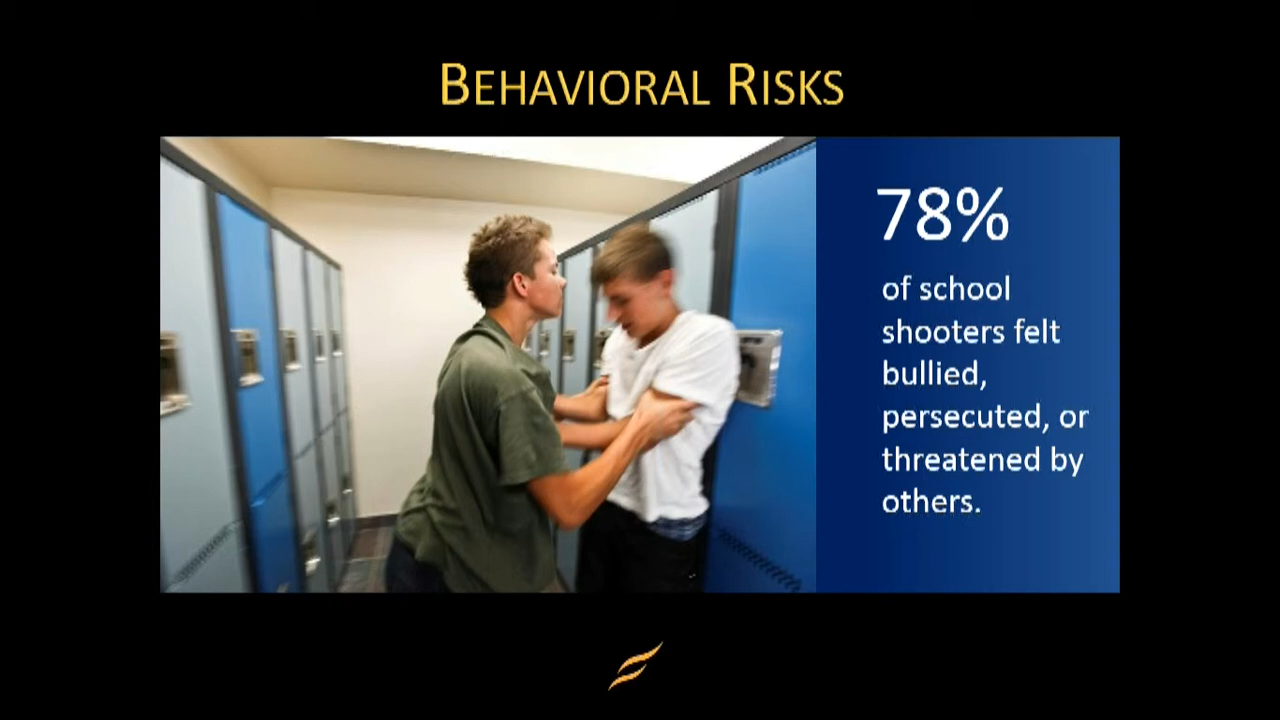 BEHAVIORAL RISKS
78%
of school
shooters felt
bullied,
persecuted, or
threatened by
others.